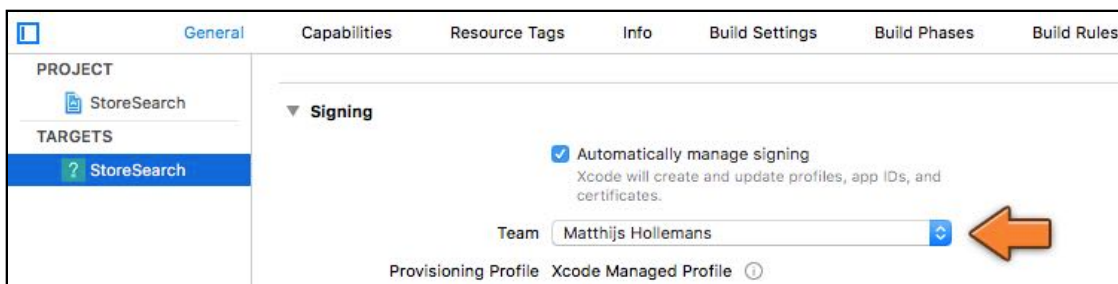 General Capabilities Resource Tags Info Build Settings Build Phases Build Rules
PROJECT
StoreSearch
TARGETS
? StoreSearch
Signing
Automatically manage signing
Xcode will create and update profiles, app IDs, and
certificates.
Team Matthijs Hollemans
Provisioning Profile Xcode Managed Profile